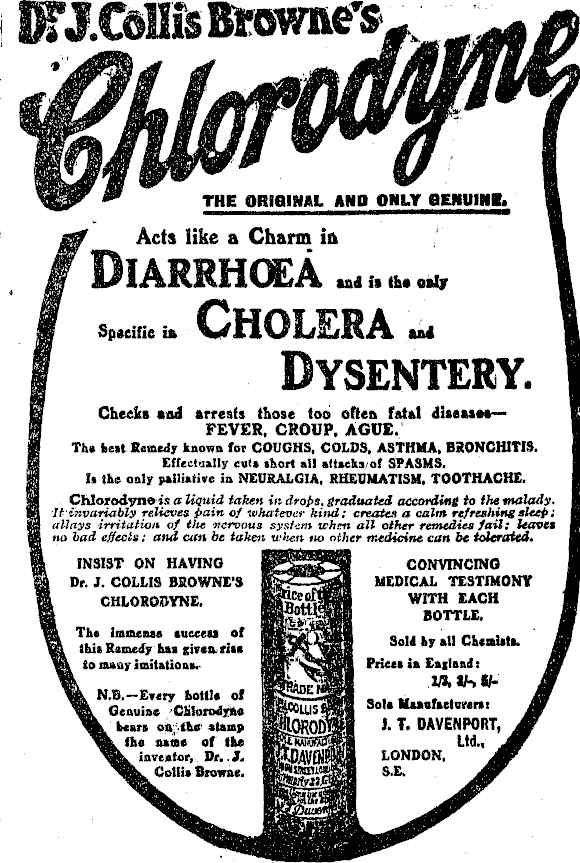 Dr. J. Collis Browne's
Chlorodyne
THE ORIGINAL AND ONLY GENUINE.
Acts like a Charm in
DIARRHŒA and is the only
Specific in CHOLERA and
DYSENTERY.
Checks and arrests those too often fatal diseases—
FEVER, CROUP, AGUE.
The best Remedy known for COUGHS, COLDS, ASTHMA, BRONCHITIS.
Effectually cuts short all attacks of SPASMS.
Is the only palliative in NEURALGIA, RHEUMATISM, TOOTHACHE.
Chlorodyne is a liquid taken in drops, graduated according to the malady.
It invariably relieves pain of whatever kind; creates a calm refreshing sleep;
allays irritation of the nervous system when all other remedies fail; leaves
no bad effects; and can be taken when no other medicine can be tolerated.
INSIST ON HAVING
Dr. J. COLLIS BROWNE'S
CHLORODYNE.
The immense success of
this Remedy has given rise
to many imitations.
N.B.—Every bottle of
Genuine Chlorodyne
bears on the stamp
the name of the
inventor, Dr. J.
Collis Browne.
rice of t
Bottle
TRADE
COLLIS B
HLORODY
J.T. DAVENP
CONVINCING
MEDICAL TESTIMONY
WITH EACH
BOTTLE.
Sold by all Chemists.
Prices in England:
1/3, 3/-, 5/-
Sole Manufacturers:
J. T. DAVENPORT,
Ltd.,
LONDON,
S.E.